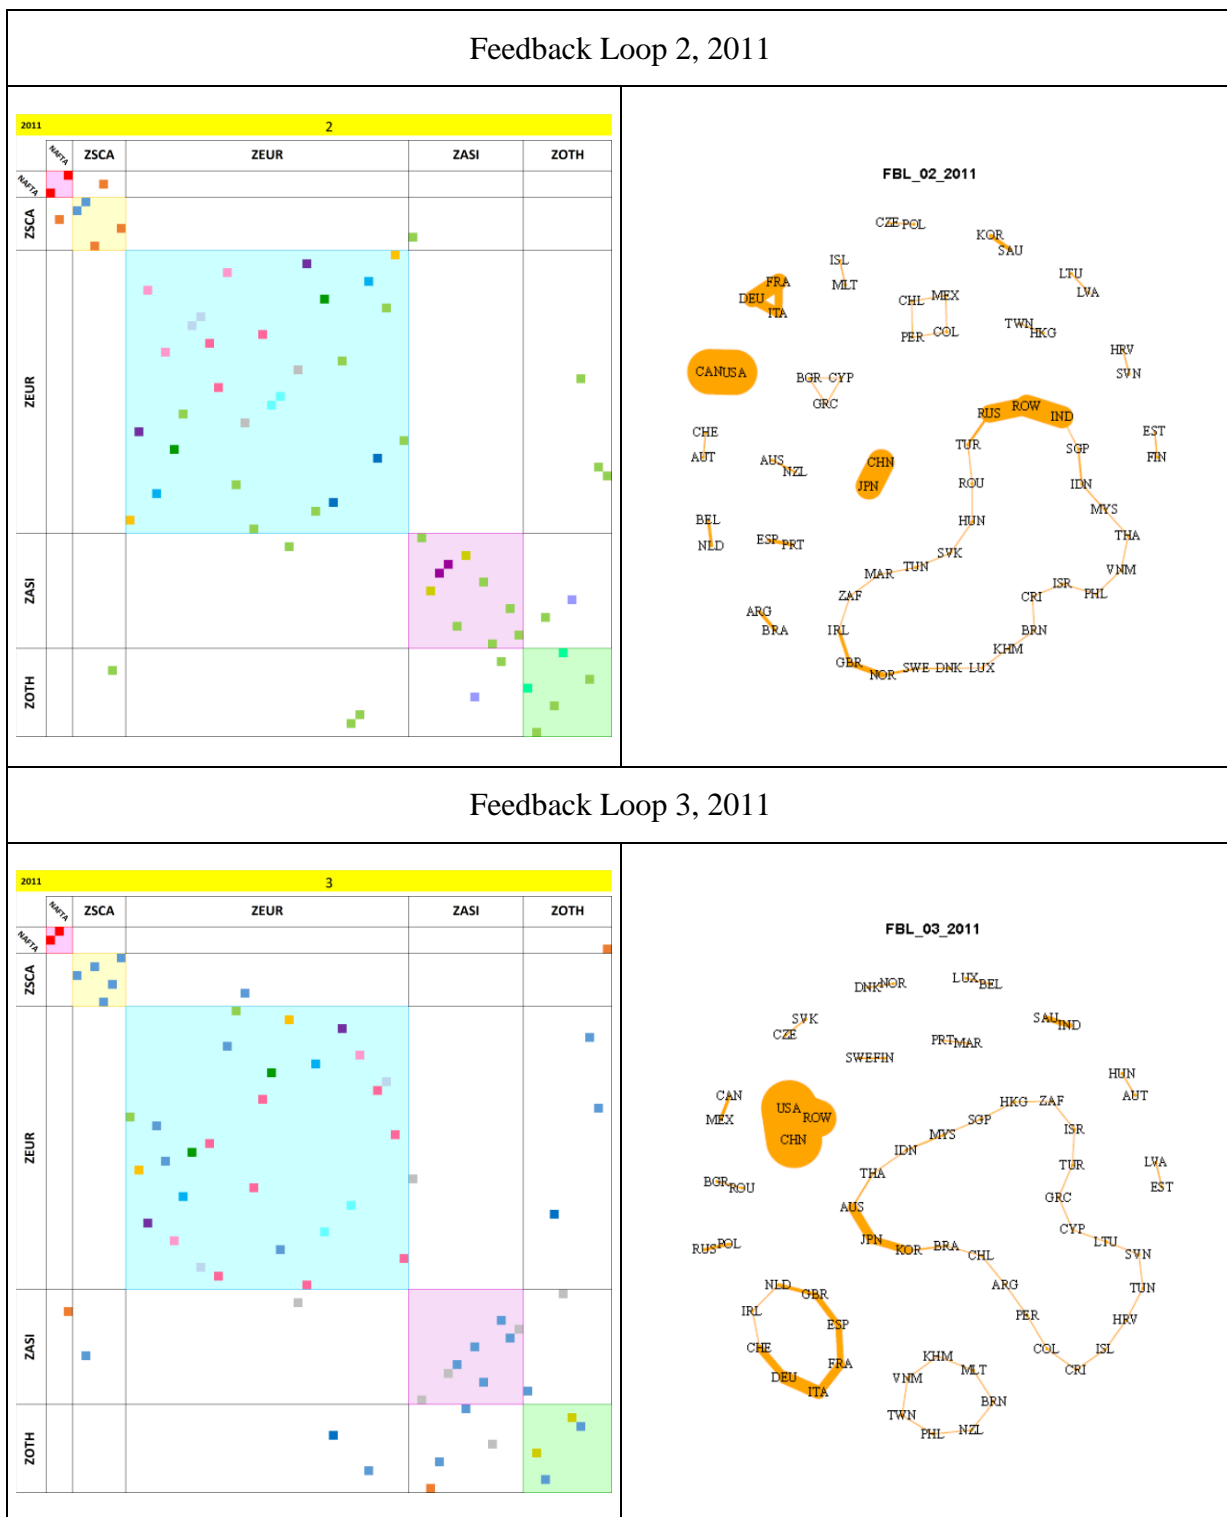 Feedback Loop 2, 2011
2011 2
NAFTA ZSCA ZEUR ZASI ZOTH
NAFTA
ZSCA
ZEUR
ZASI
ZOTH
FBL_02_2011
CZE POL
KOR
SAU
ISL
MLT
FRA
DEU
ITA
LTU
LVA
CHL MEX
PER COL
TWN
HKG
HRV
SVN
CAN USA
BGR CYP
GRC
RUS ROW IND
CHE
AUT
AUS
NZL
CHN
JPN
TUR
SGP
EST
FIN
ROU
IDN
BEL
NLD
ESP PRT
HUN
MYS
THA
SVK
TUN
MAR
VNM
ISR
PHL
CRI
ZAF
ARG
BRA
IRL
BRN
KHM
GBR
NOR SWE DNK LUX
Feedback Loop 3, 2011
2011 3
NAFTA ZSCA ZEUR ZASI ZOTH
NAFTA
ZSCA
ZEUR
ZASI
ZOTH
FBL_03_2011
DNK NOR
LUX BEL
SVK
CZE
SAU IND
PRT MAR
SWE FIN
HUN
AUT
CAN
MEX
USA
ROW
CHN
HKG ZAF
SGP
MYS
ISR
IDN
THA
TUR
LVA
EST
BGR ROU
GRC
AUS
CYP
LTU
SVN
RUS POL
JPN
KOR BRA CHL
NLD
GBR
ARG
TUN
IRL
ESP
PER
HRV
CHE
FRA
COL
ISL
DEU
ITA
CRI
KHM
VNM
MLT
TWN
BRN
PHL NZL